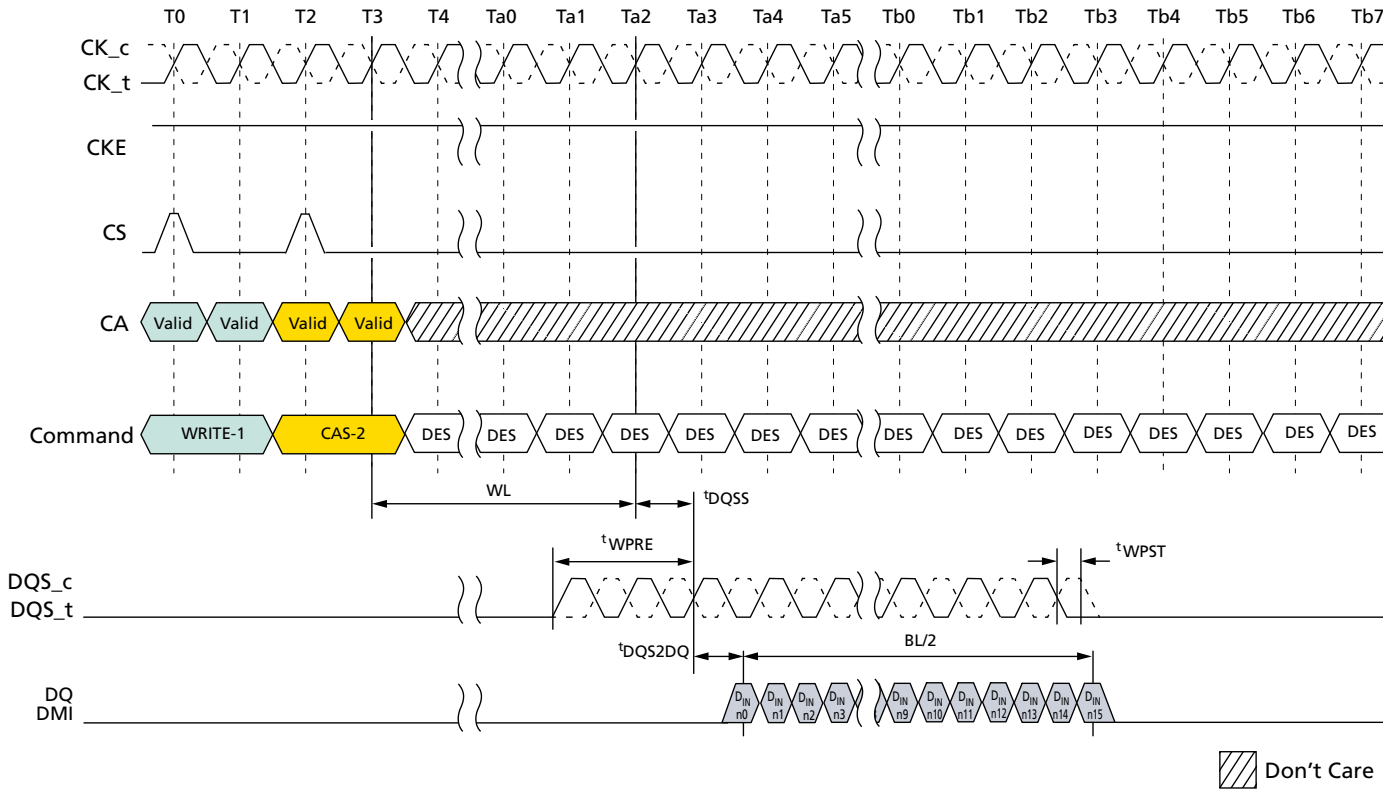 T0 T1 T2 T3 T4 Ta0 Ta1 Ta2 Ta3 Ta4 Ta5 Tb0 Tb1 Tb2 Tb3 Tb4 Tb5 Tb6 Tb7
CK_c
CK_t
CKE
CS
CA Valid Valid Valid Valid
Command WRITE-1 CAS-2 DES DES DES DES DES DES DES DES DES DES DES DES DES DES DES
WL tDQSS
tWPRE tWPST
DQS_c
DQS_t
tDQS2DQ BL/2
DQ
DMI
DIN DIN DIN DIN DIN DIN DIN DIN DIN DIN DIN
n0 n1 n2 n3 n9 n10 n11 n12 n13 n14 n15
Don't Care